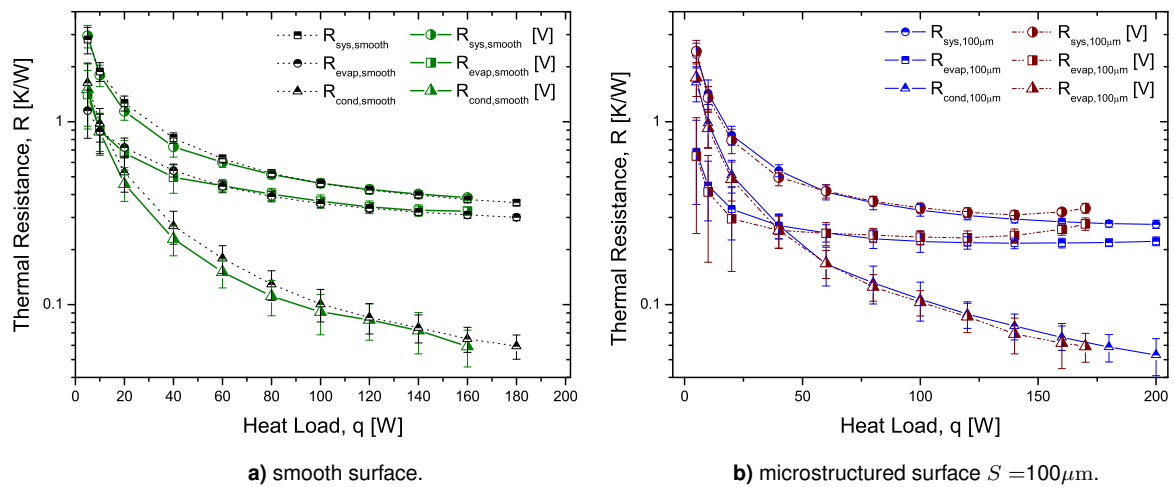 Thermal Resistance, R [K/W]
1
0.1
R_sys,smooth
R_evap,smooth
R_cond,smooth
R_sys,smooth [V]
R_evap,smooth [V]
R_cond,smooth [V]
0 20 40 60 80 100 120 140 160 180 200
Heat Load, q [W]
a) smooth surface.
Thermal Resistance, R [K/W]
1
0.1
R_sys,100μm
R_evap,100μm
R_cond,100μm
R_sys,100μm [V]
R_evap,100μm [V]
R_evap,100μm [V]
0 50 100 150 200
Heat Load, q [W]
b) microstructured surface S =100μm.